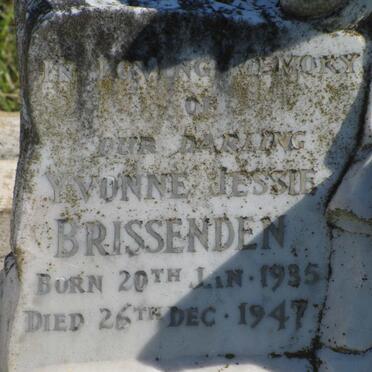 IN LOVING MEMORY
OF
OUR DARLING
YVONNE JESSIE
BRISSENDEN
BORN 20TH JAN · 1935
DIED 26TH DEC · 1947